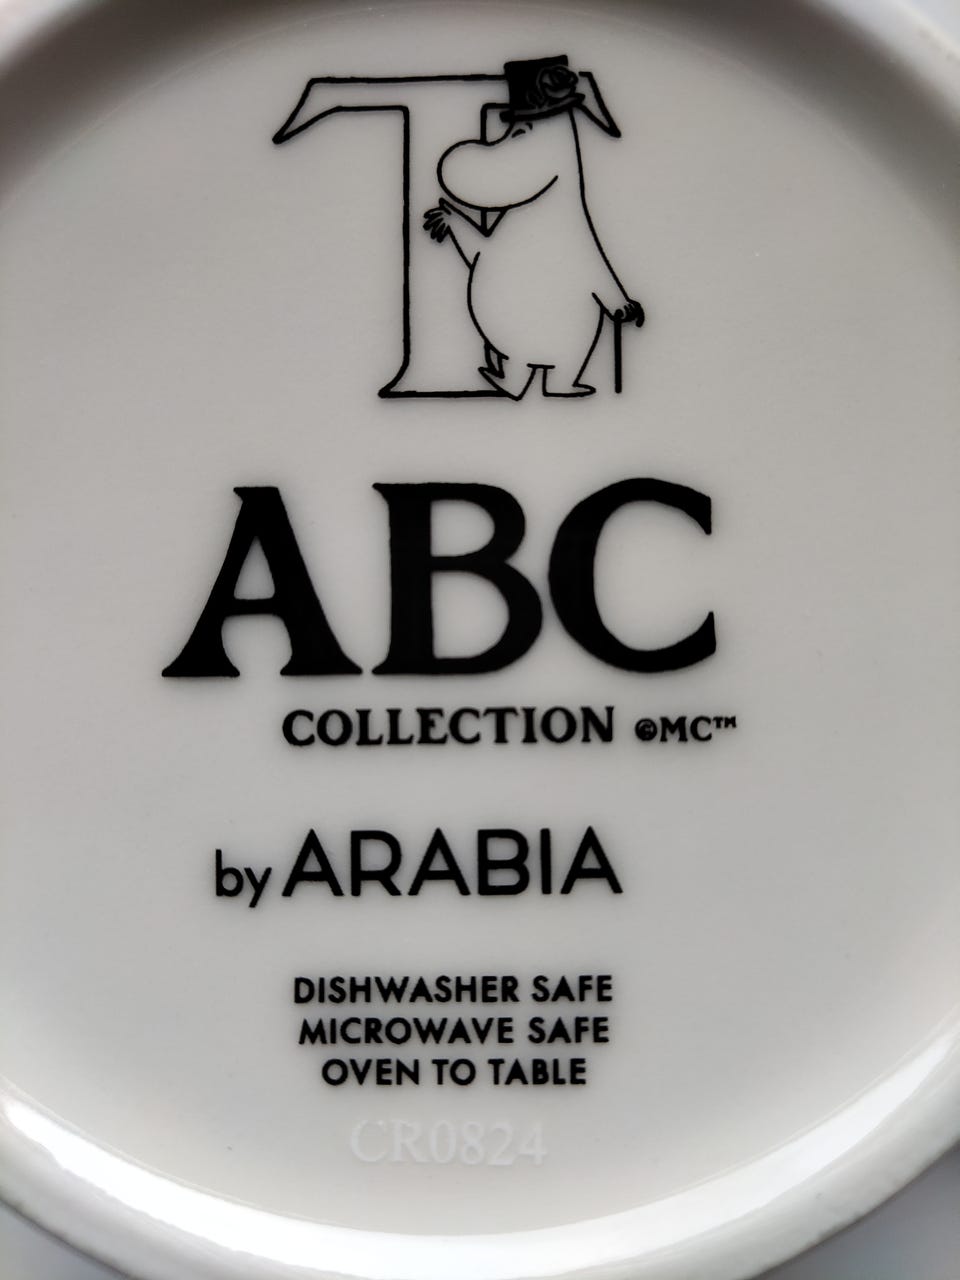 T
ABC
COLLECTION ©MC™
by ARABIA
DISHWASHER SAFE
MICROWAVE SAFE
OVEN TO TABLE
CR0824